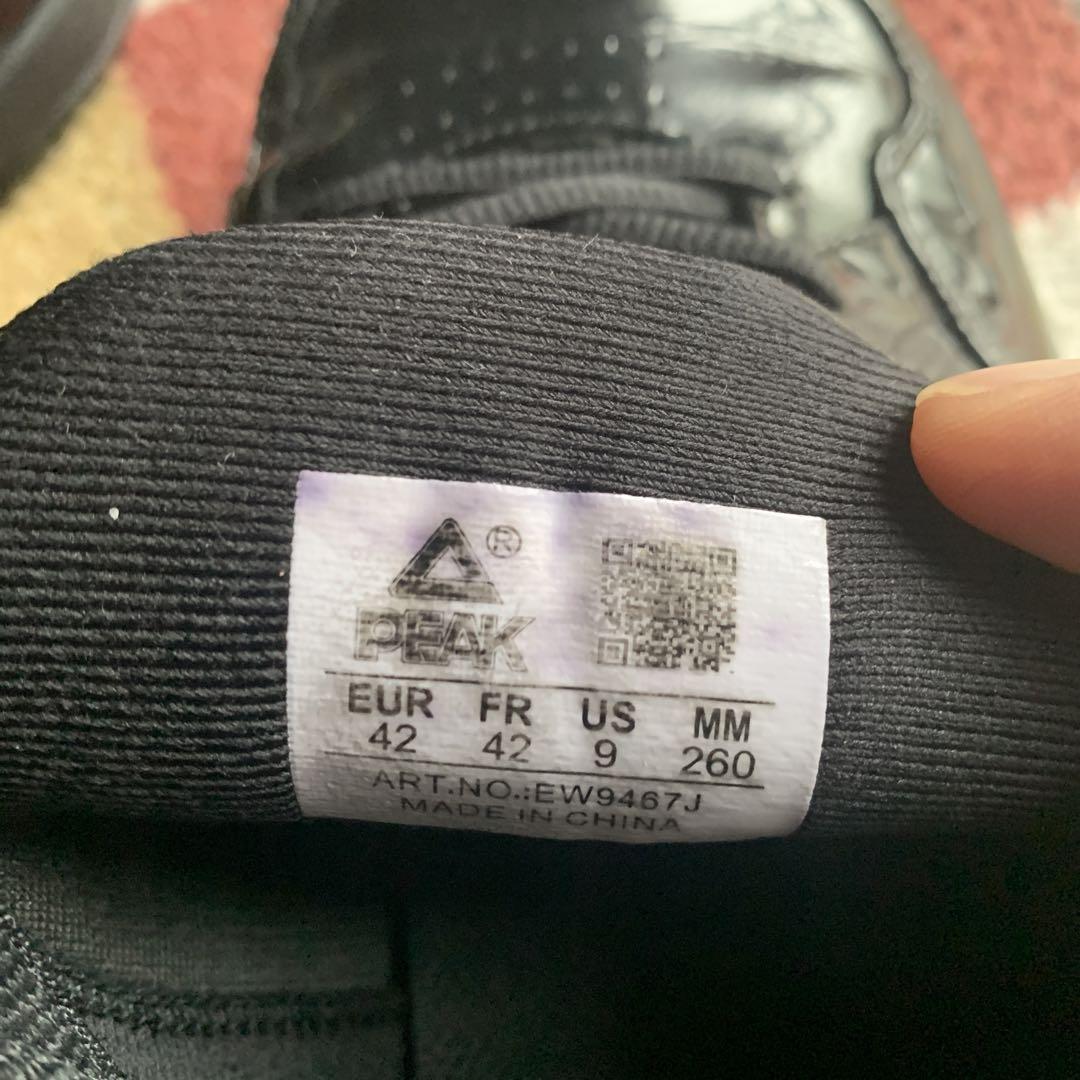 ®
PEAK
EUR FR US MM
42 42 9 260
ART.NO.:EW9467J
MADE IN CHINA